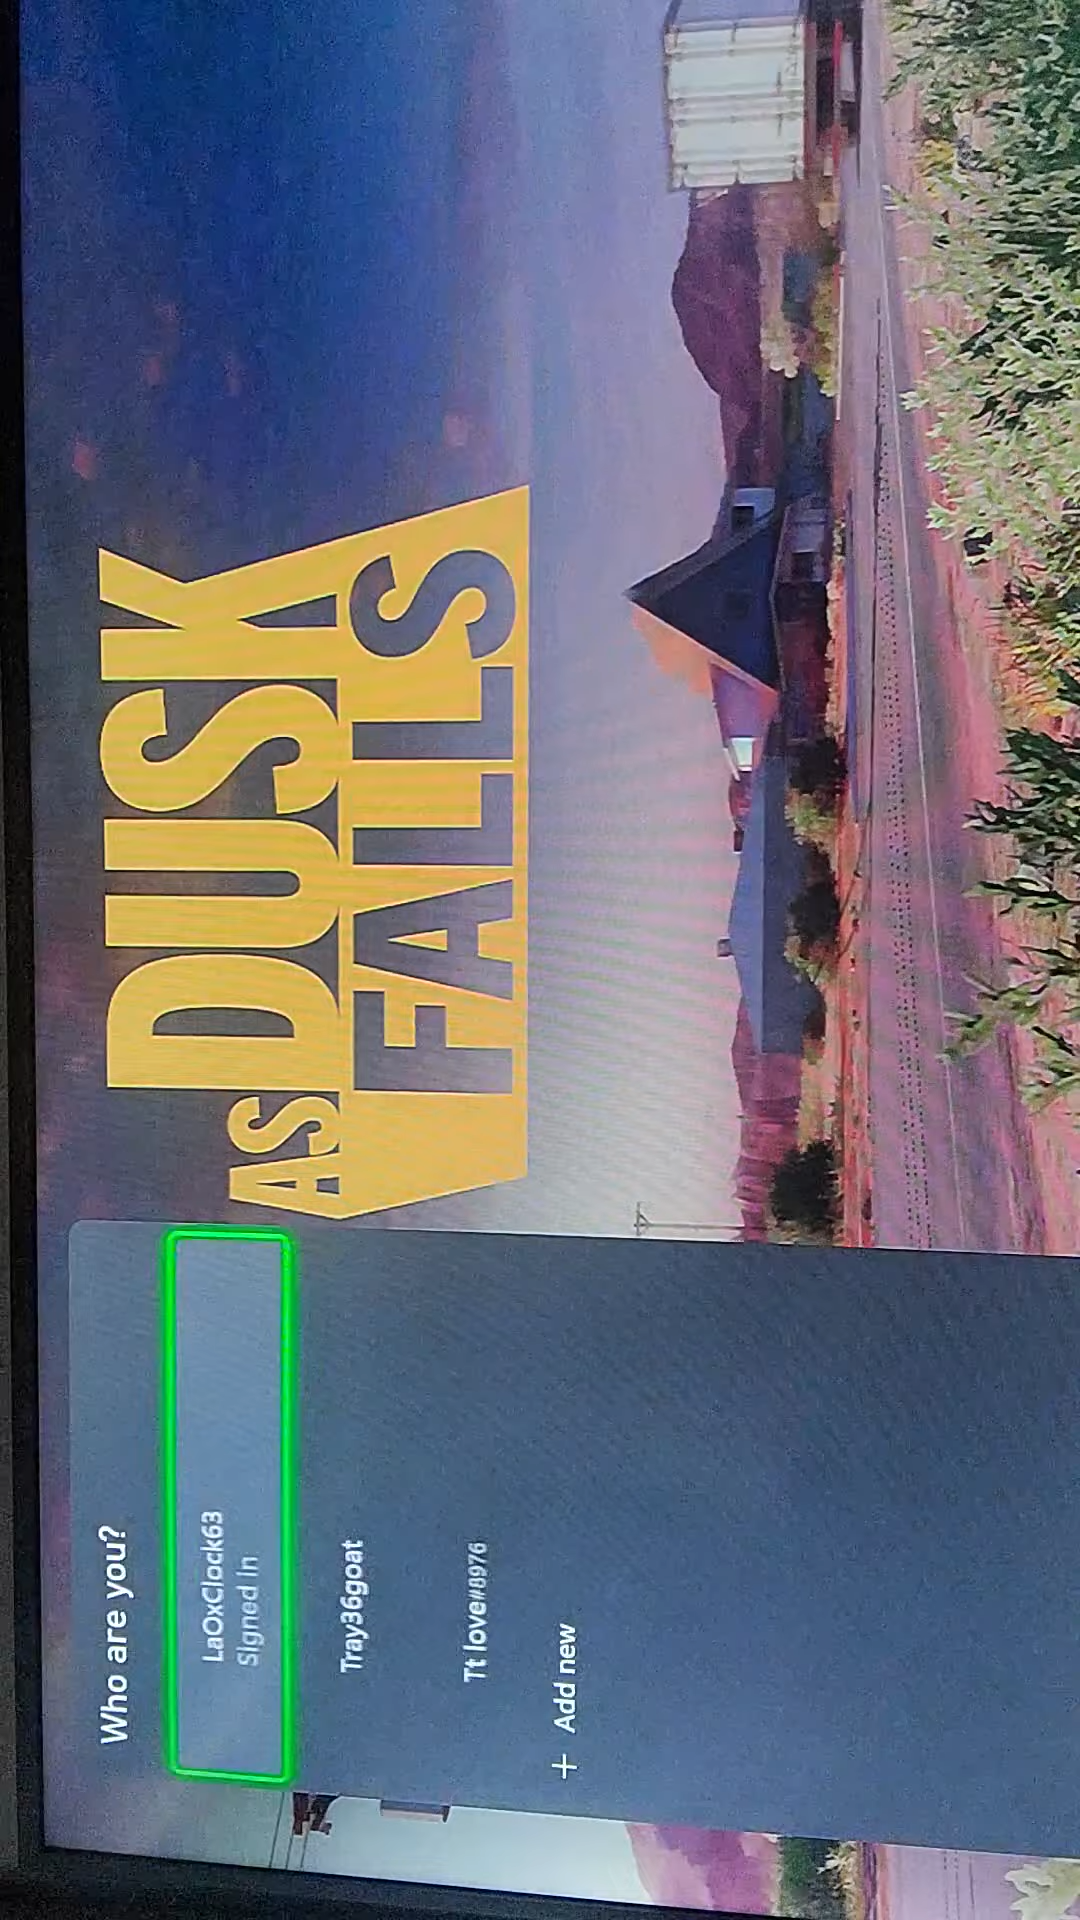 Who are you?
LaOxClock63
Signed In
Tray36goat
Tt love#8976
+ Add new
AS DUSK
FALLS